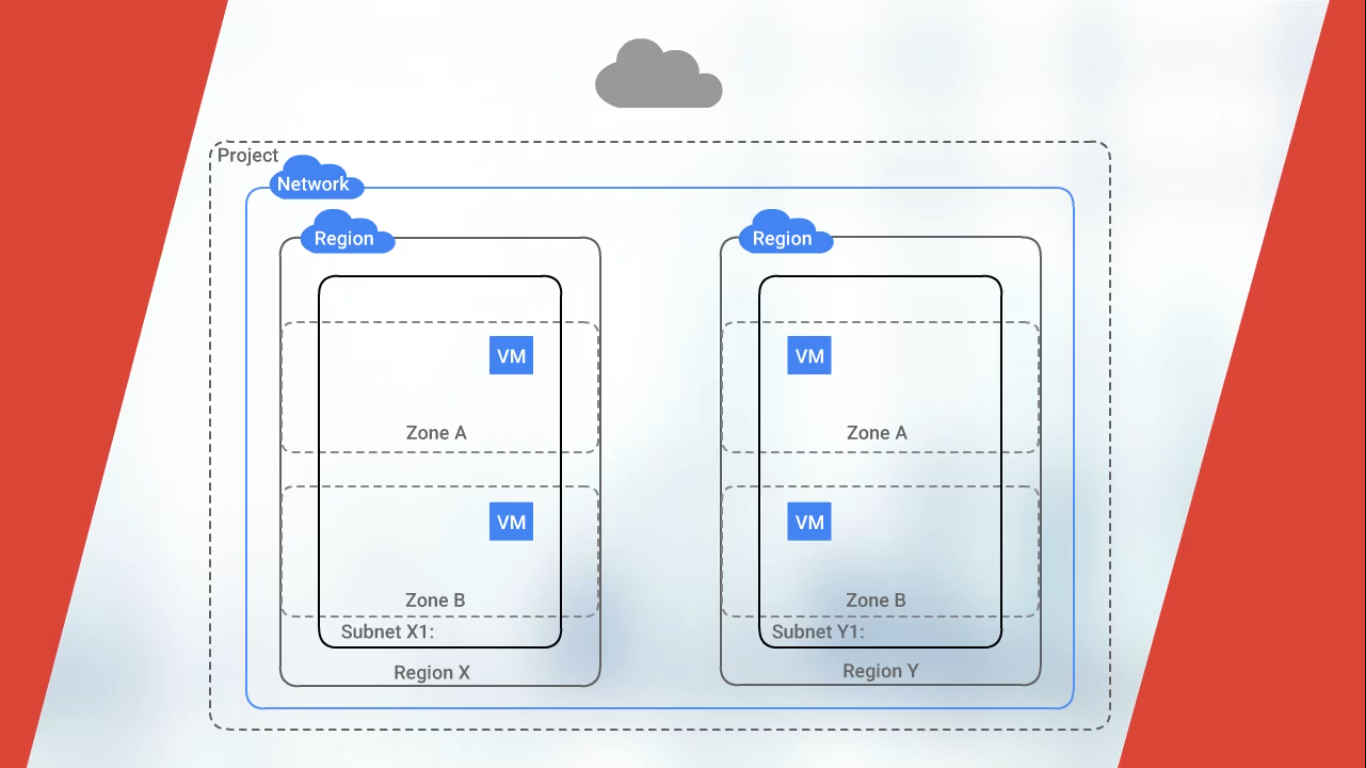 Project
Network
Region
VM
Zone A
VM
Zone B
Subnet X1:
Region X
Region
VM
Zone A
VM
Zone B
Subnet Y1:
Region Y